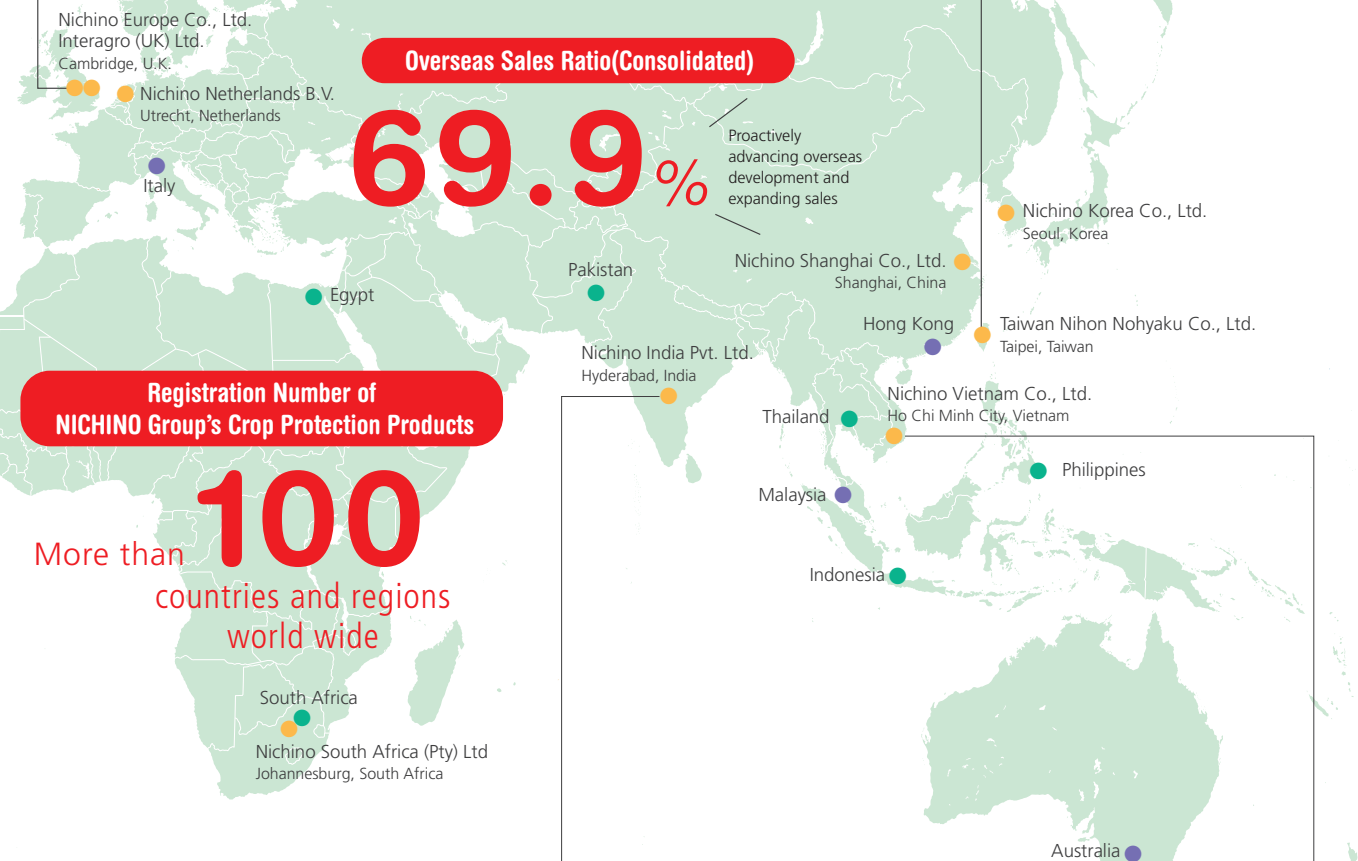 Nichino Europe Co., Ltd.
Interagro (UK) Ltd.
Cambridge, U.K.
Nichino Netherlands B.V.
Utrecht, Netherlands
Italy
Overseas Sales Ratio(Consolidated)
69.9%
Proactively
advancing overseas
development and
expanding sales
Nichino Korea Co., Ltd.
Seoul, Korea
Nichino Shanghai Co., Ltd.
Shanghai, China
Pakistan
Egypt
Hong Kong
Taiwan Nihon Nohyaku Co., Ltd.
Taipei, Taiwan
Nichino India Pvt. Ltd.
Hyderabad, India
Nichino Vietnam Co., Ltd.
Ho Chi Minh City, Vietnam
Thailand
Philippines
Malaysia
Indonesia
Registration Number of
NICHINO Group's Crop Protection Products
More than 100
countries and regions
world wide
South Africa
Nichino South Africa (Pty) Ltd
Johannesburg, South Africa
Australia